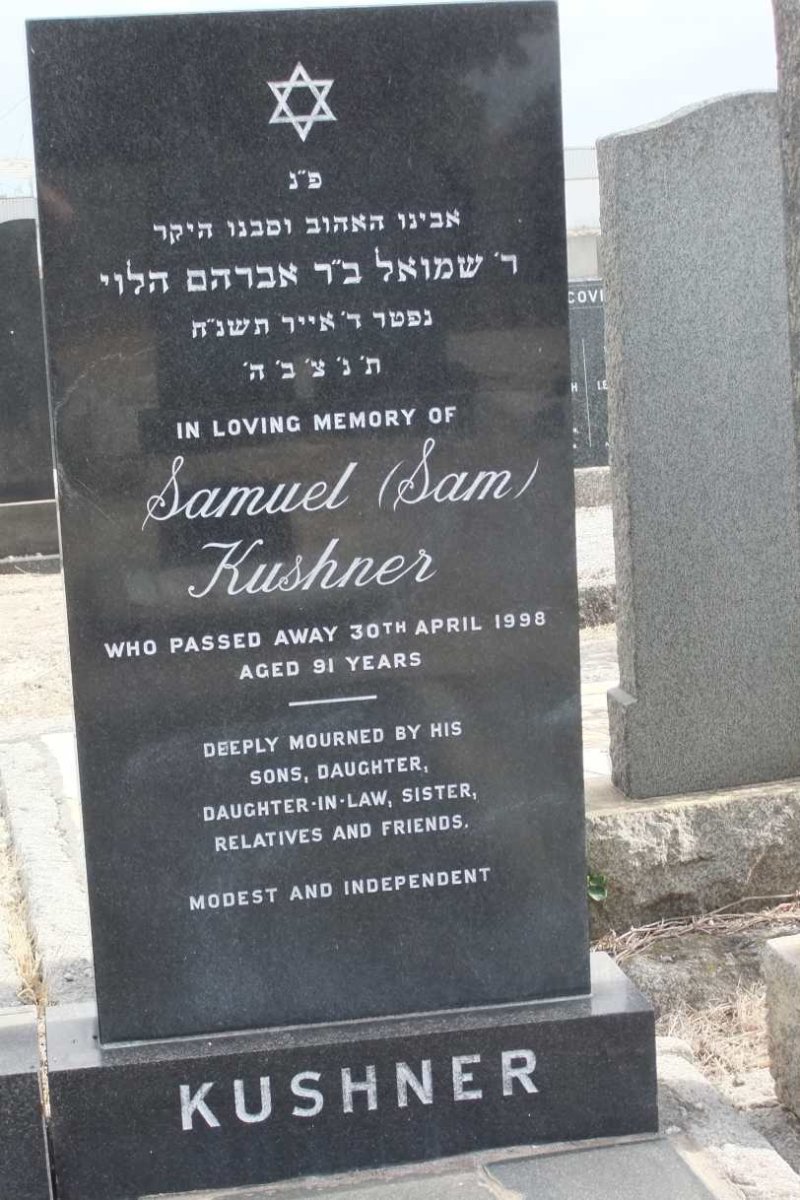 פ״נ
אבינו האהוב וסבנו היקר
ר׳ שמואל ב״ר אברהם הלוי
נפטר ד׳ אייר תשנ״ח
ת׳ נ׳ צ׳ ב׳ ה׳
IN LOVING MEMORY OF
Samuel (Sam)
Kushner
WHO PASSED AWAY 30TH APRIL 1998
AGED 91 YEARS
DEEPLY MOURNED BY HIS
SONS, DAUGHTER,
DAUGHTER-IN-LAW, SISTER,
RELATIVES AND FRIENDS.
MODEST AND INDEPENDENT
KUSHNER